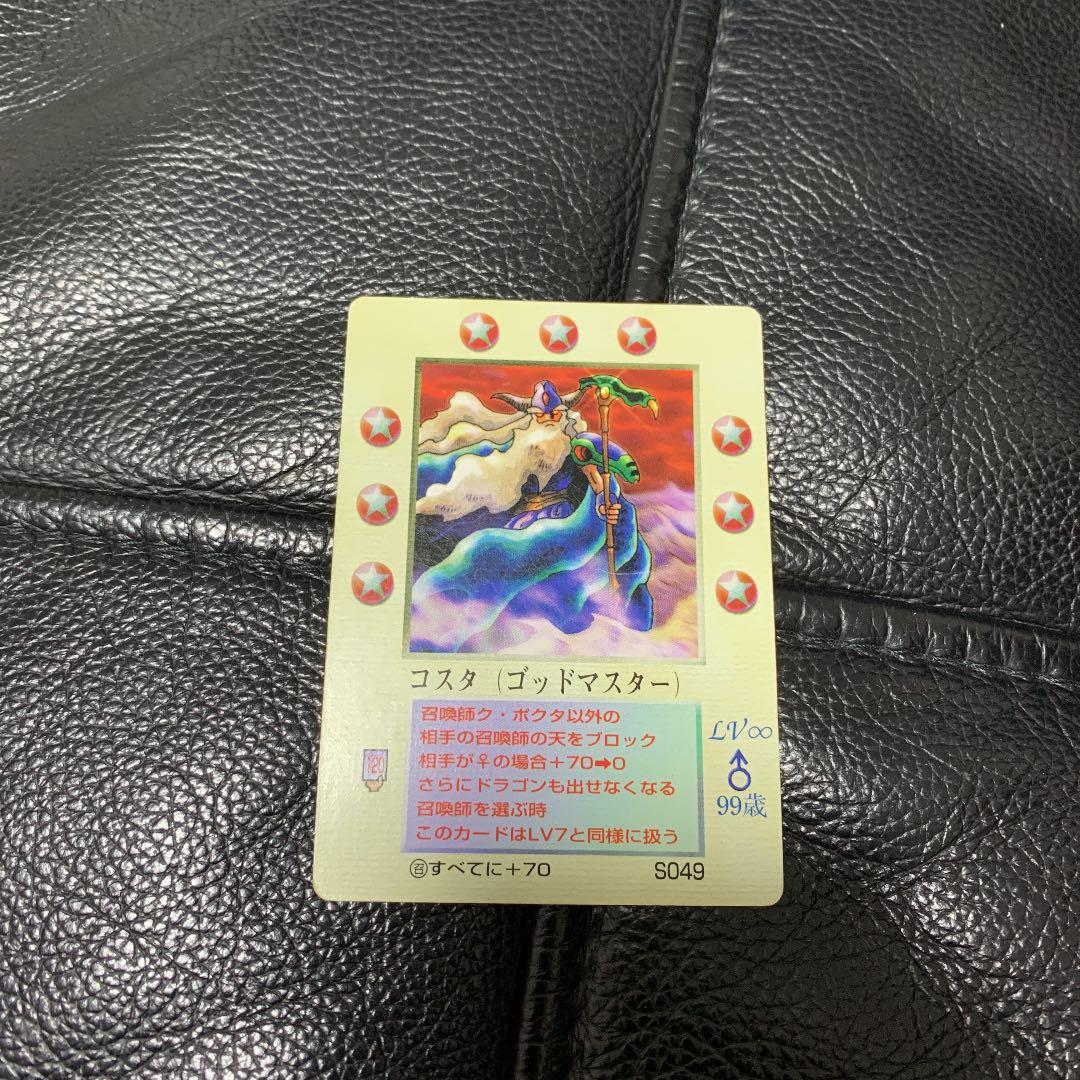 コスタ（ゴッドマスター）
召喚師ク・ポクタ以外の
相手の召喚師の天をブロック
相手が♀の場合＋70➡0
さらにドラゴンも出せなくなる
召喚師を選ぶ時
このカードはLV7と同様に扱う
LV∞
♂
99歳
120
㊁すべてに＋70
S049